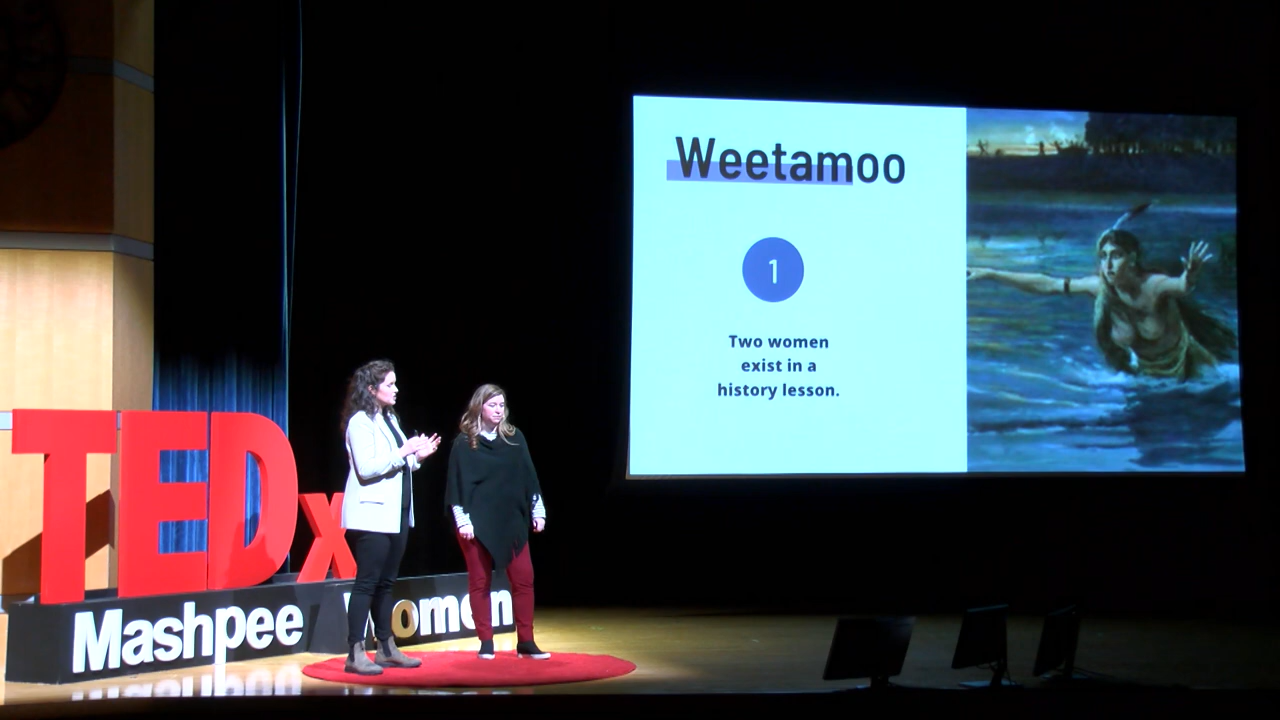 Weetamoo
1
Two women
exist in a
history lesson.
TEDx
Mashpee Women